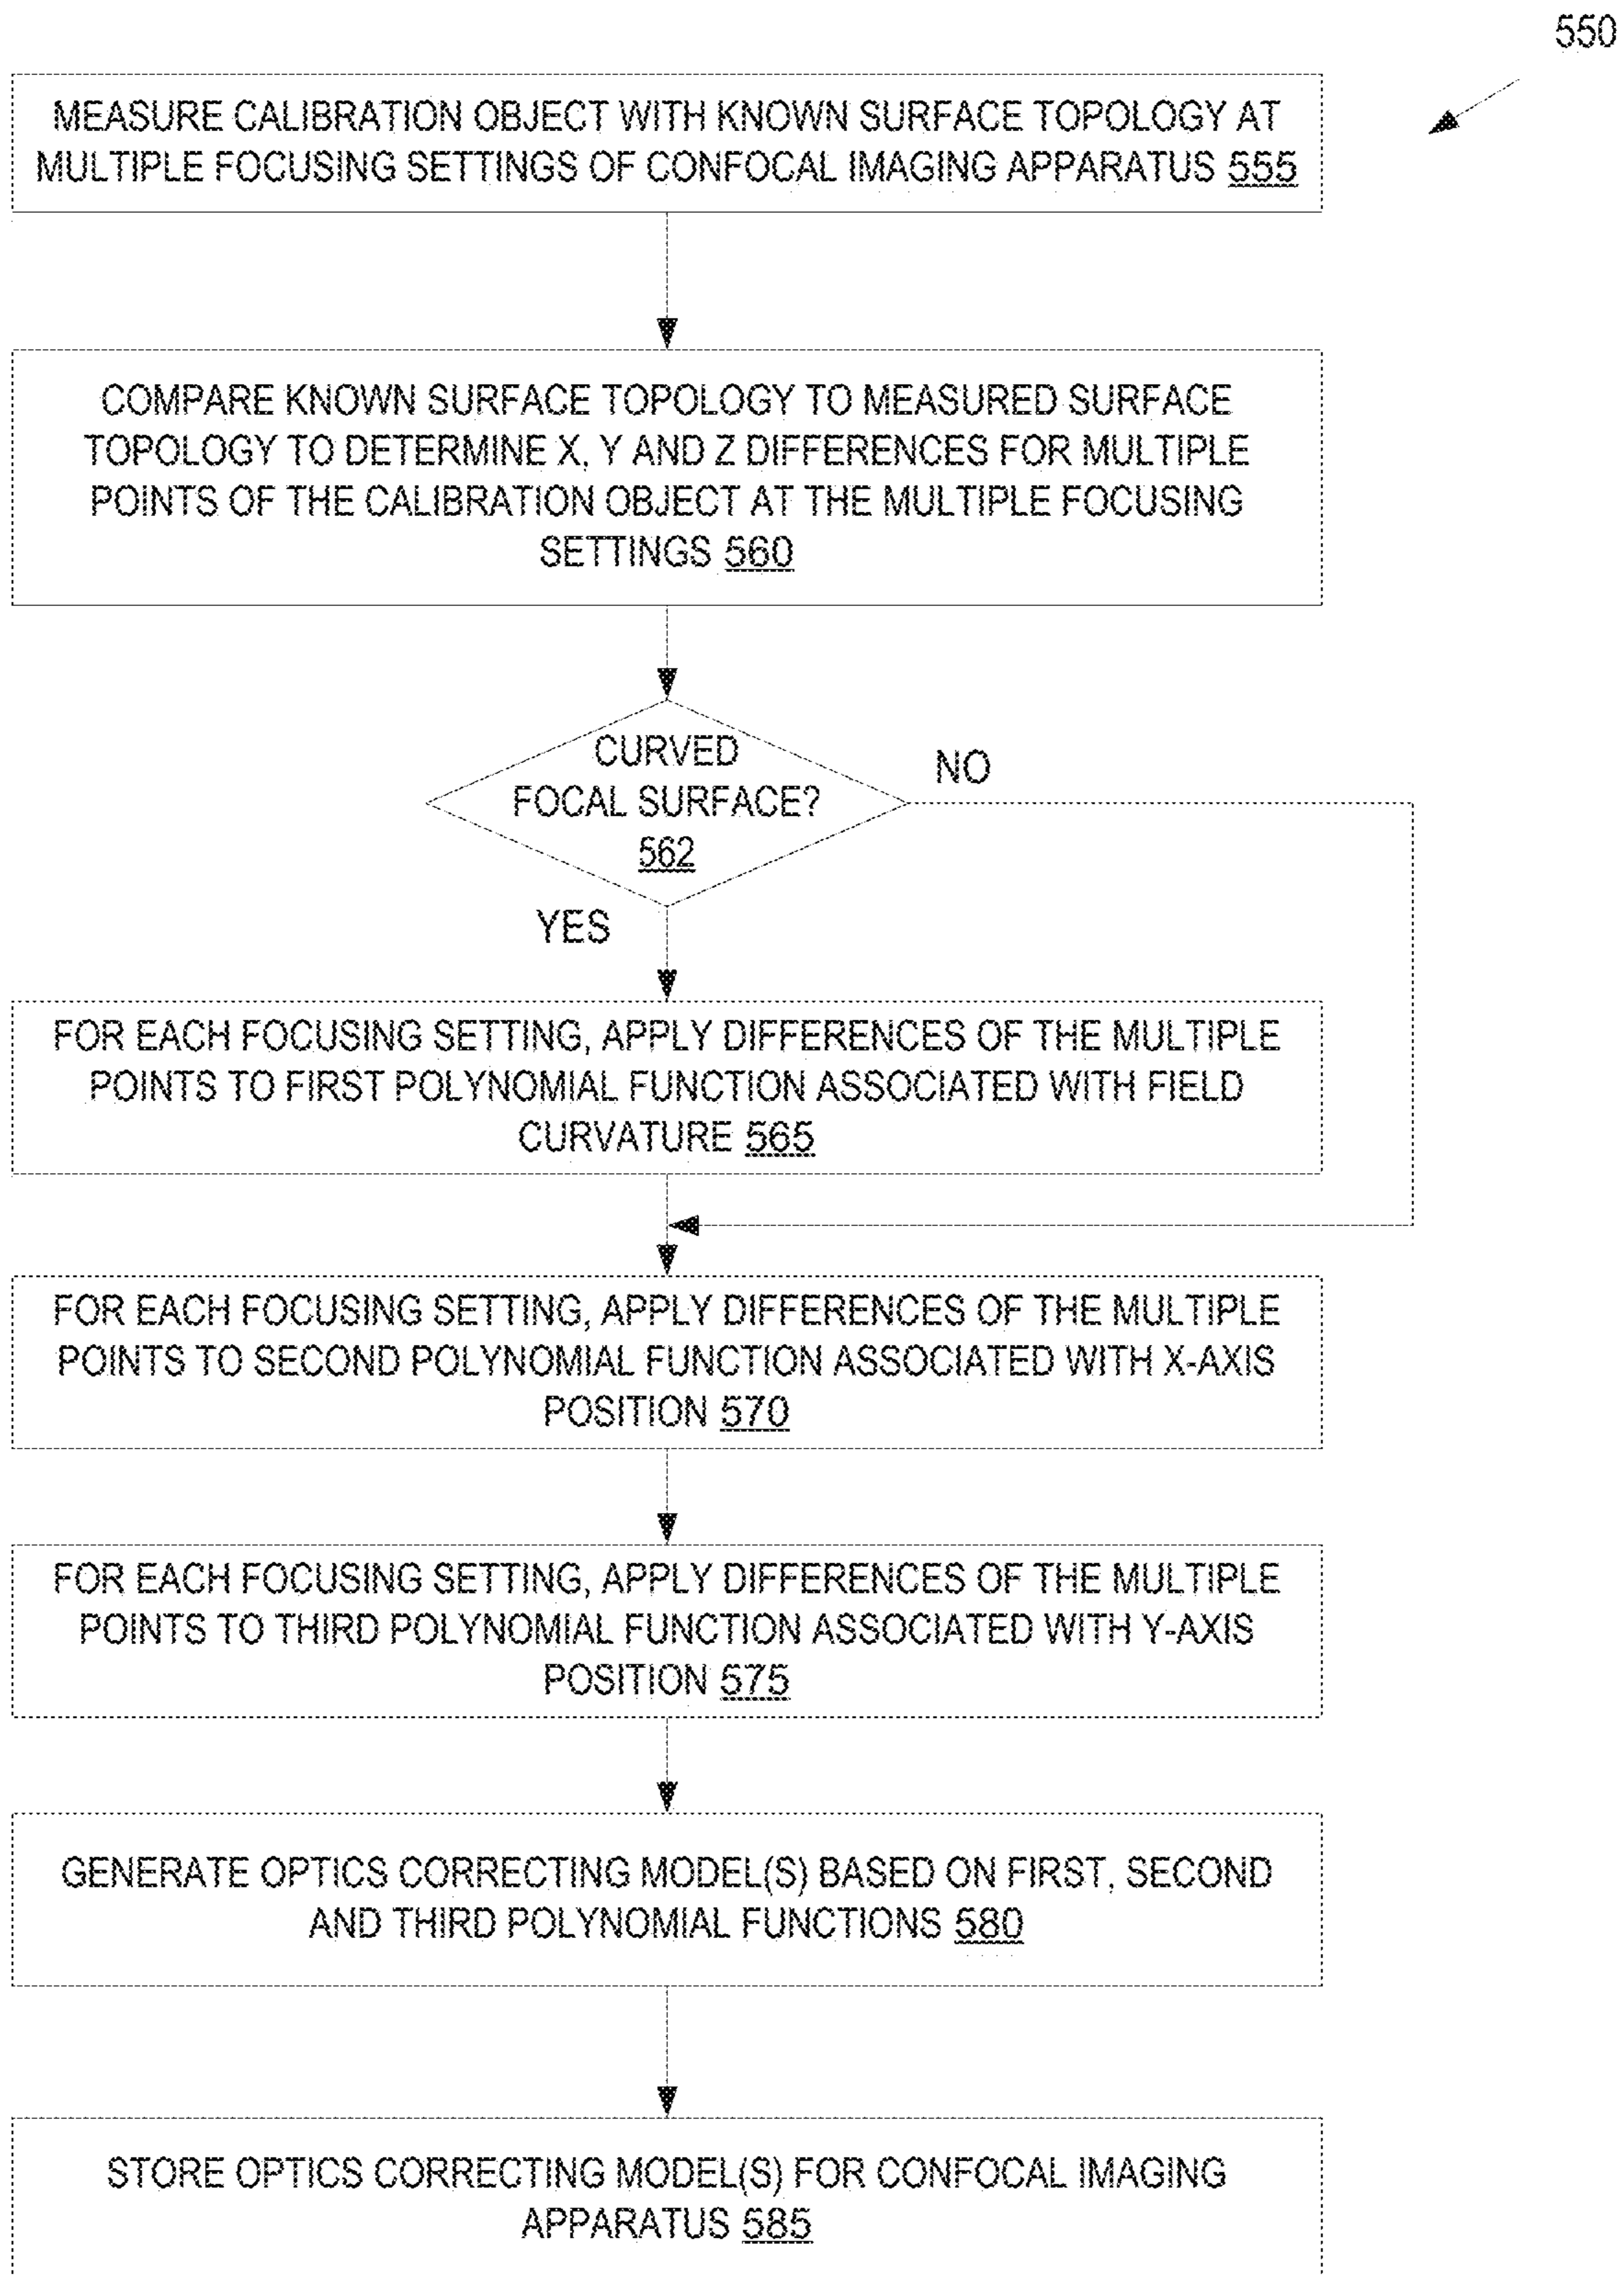 550
MEASURE CALIBRATION OBJECT WITH KNOWN SURFACE TOPOLOGY AT
MULTIPLE FOCUSING SETTINGS OF CONFOCAL IMAGING APPARATUS 555
COMPARE KNOWN SURFACE TOPOLOGY TO MEASURED SURFACE
TOPOLOGY TO DETERMINE X, Y AND Z DIFFERENCES FOR MULTIPLE
POINTS OF THE CALIBRATION OBJECT AT THE MULTIPLE FOCUSING
SETTINGS 560
CURVED
FOCAL SURFACE?
562
NO
YES
FOR EACH FOCUSING SETTING, APPLY DIFFERENCES OF THE MULTIPLE
POINTS TO FIRST POLYNOMIAL FUNCTION ASSOCIATED WITH FIELD
CURVATURE 565
FOR EACH FOCUSING SETTING, APPLY DIFFERENCES OF THE MULTIPLE
POINTS TO SECOND POLYNOMIAL FUNCTION ASSOCIATED WITH X-AXIS
POSITION 570
FOR EACH FOCUSING SETTING, APPLY DIFFERENCES OF THE MULTIPLE
POINTS TO THIRD POLYNOMIAL FUNCTION ASSOCIATED WITH Y-AXIS
POSITION 575
GENERATE OPTICS CORRECTING MODEL(S) BASED ON FIRST, SECOND
AND THIRD POLYNOMIAL FUNCTIONS 580
STORE OPTICS CORRECTING MODEL(S) FOR CONFOCAL IMAGING
APPARATUS 585